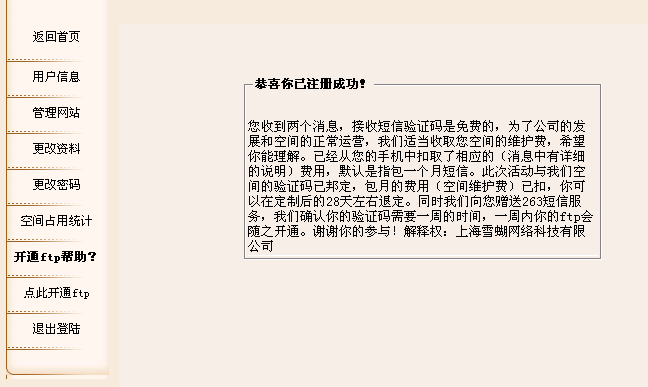 返回首页
用户信息
管理网站
更改资料
更改密码
空间占用统计
开通ftp帮助?
点此开通ftp
退出登陆
恭喜你已注册成功!
您收到两个消息，接收短信验证码是免费的，为了公司的发
展和空间的正常运营，我们适当收取您空间的维护费，希望
你能理解。已经从您的手机中扣取了相应的（消息中有详细
的说明）费用，默认是指包一个月短信。此次活动与我们空
间的验证码已邦定，包月的费用（空间维护费）已扣，你可
以在定制后的28天左右退定。同时我们向您赠送263短信服
务，我们确认你的验证码需要一周的时间，一周内你的ftp会
随之开通。谢谢你的参与！解释权：上海雪蝴网络科技有限
公司